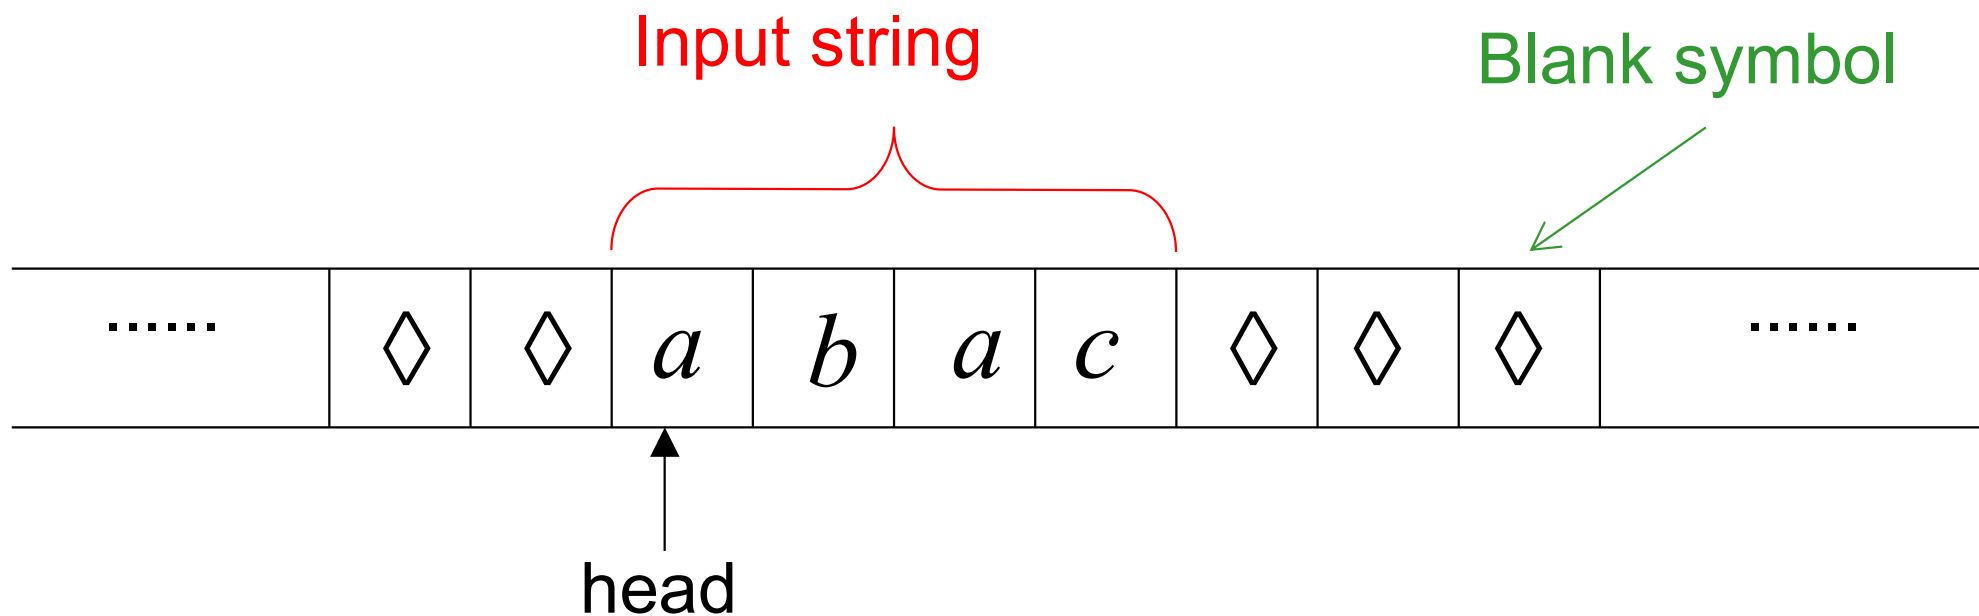 Input string
Blank symbol
...... ◊ ◊ a b a c ◊ ◊ ◊ ......
head